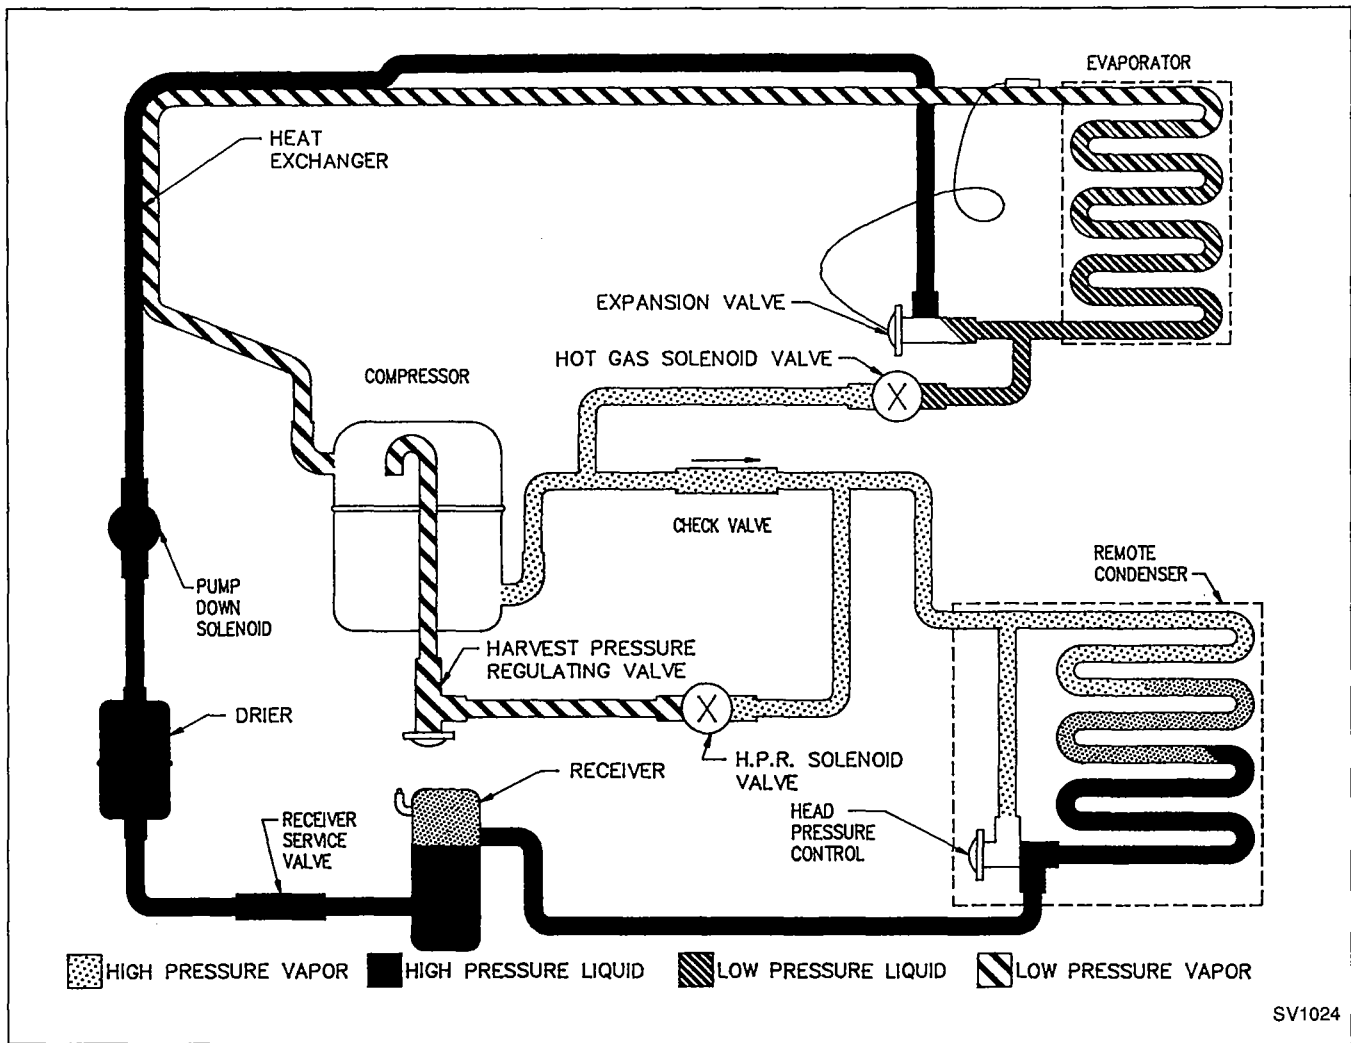 EVAPORATOR
HEAT
EXCHANGER
EXPANSION VALVE
HOT GAS SOLENOID VALVE
COMPRESSOR
CHECK VALVE
REMOTE
CONDENSER
PUMP
DOWN
SOLENOID
HARVEST PRESSURE
REGULATING VALVE
DRIER
RECEIVER
H.P.R. SOLENOID
VALVE
RECEIVER
SERVICE
VALVE
HEAD
PRESSURE
CONTROL
HIGH PRESSURE VAPOR
HIGH PRESSURE LIQUID
LOW PRESSURE LIQUID
LOW PRESSURE VAPOR
SV1024